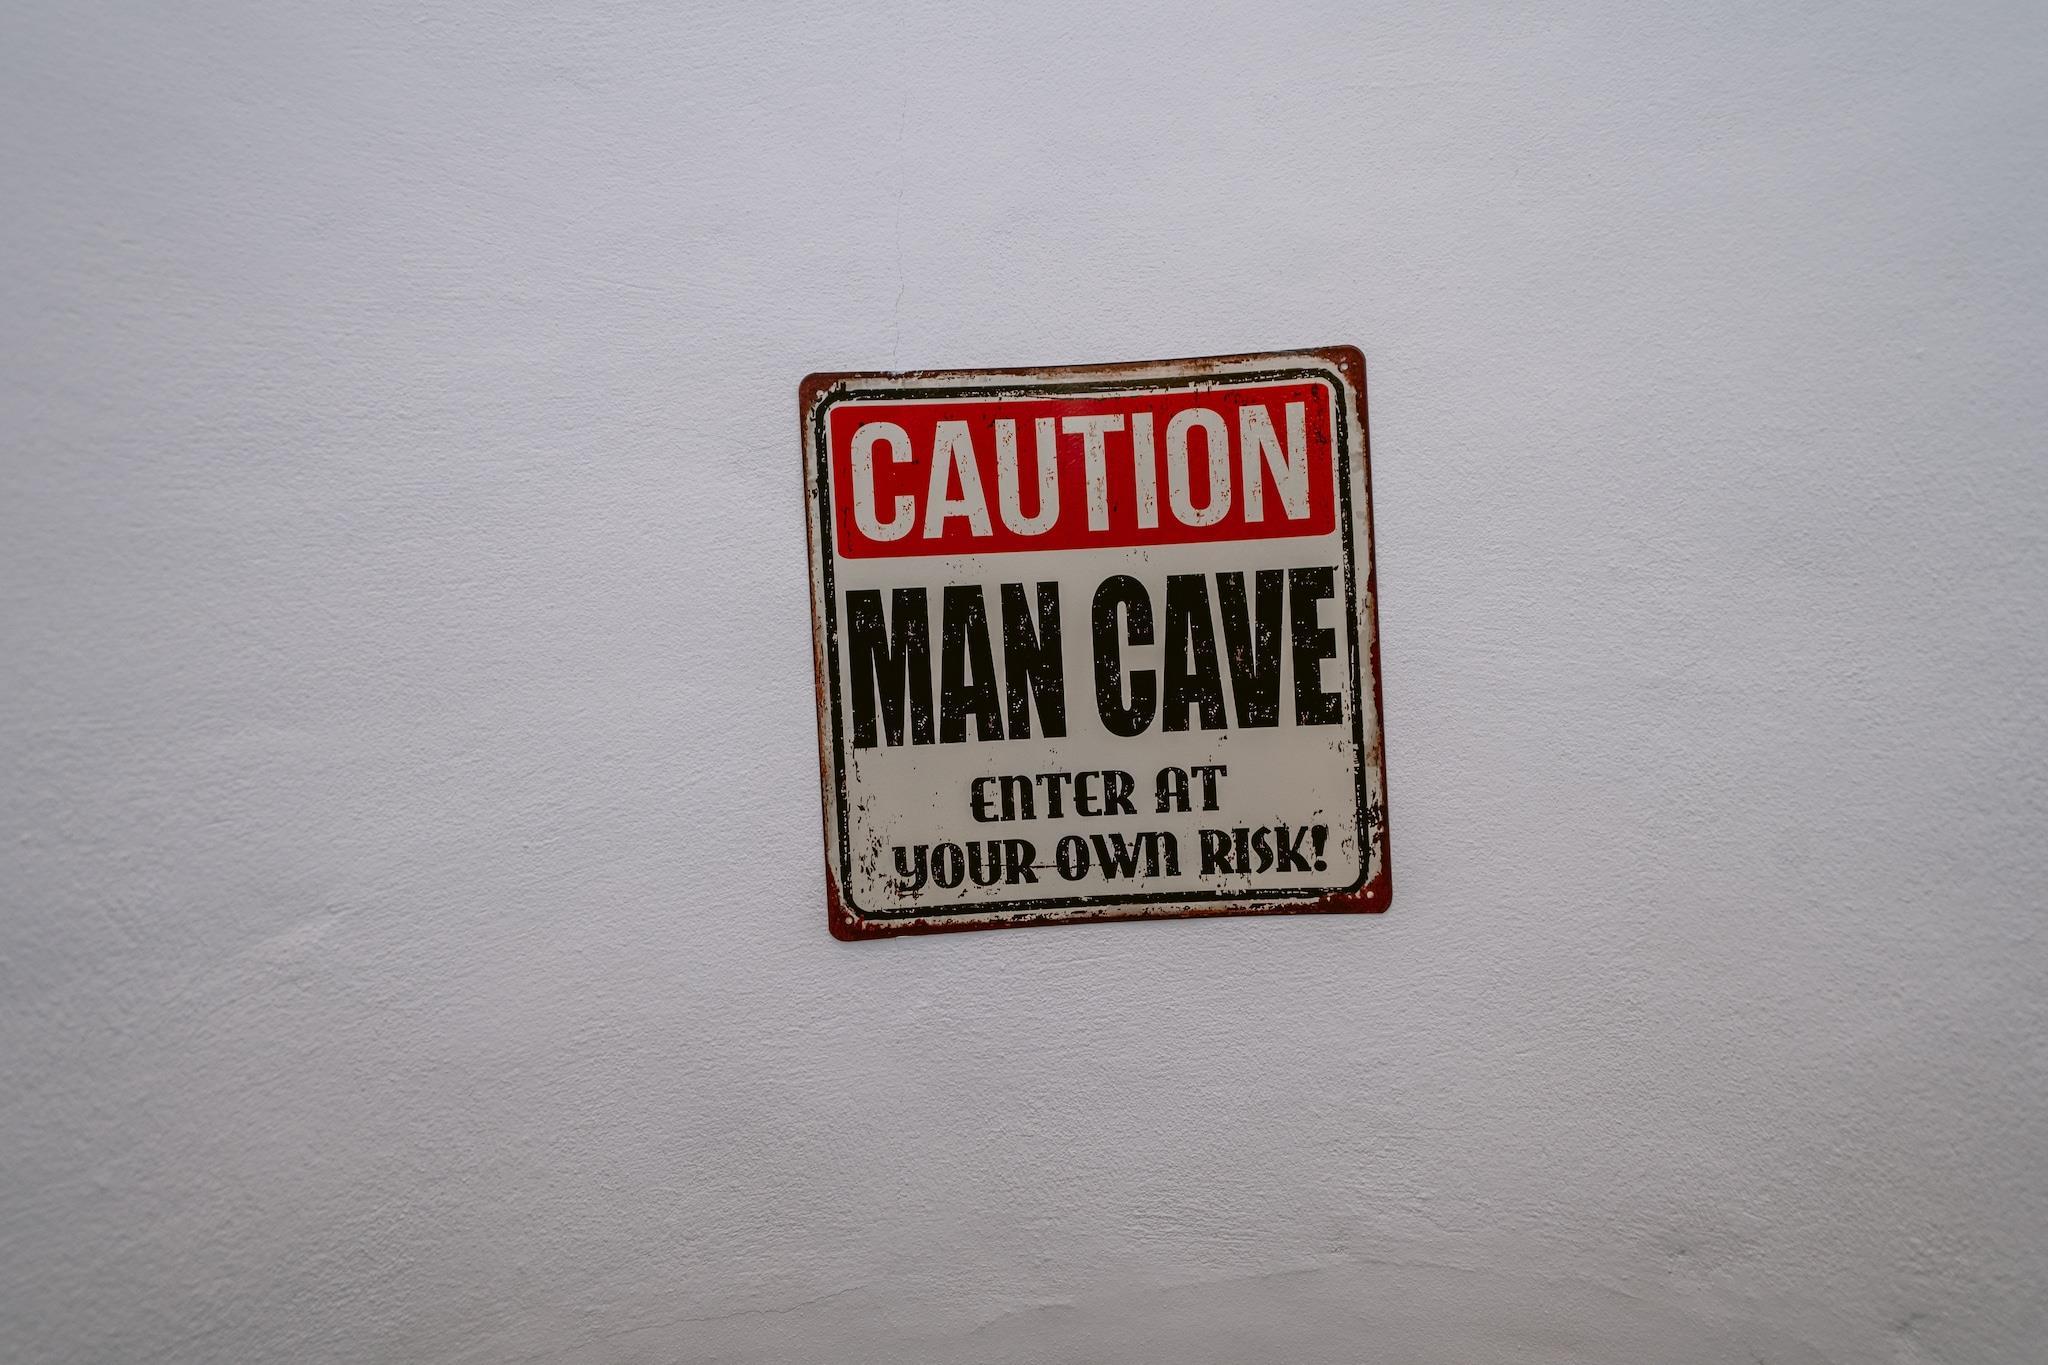 CAUTION
MAN CAVE
ENTER AT
YOUR OWN RISK!